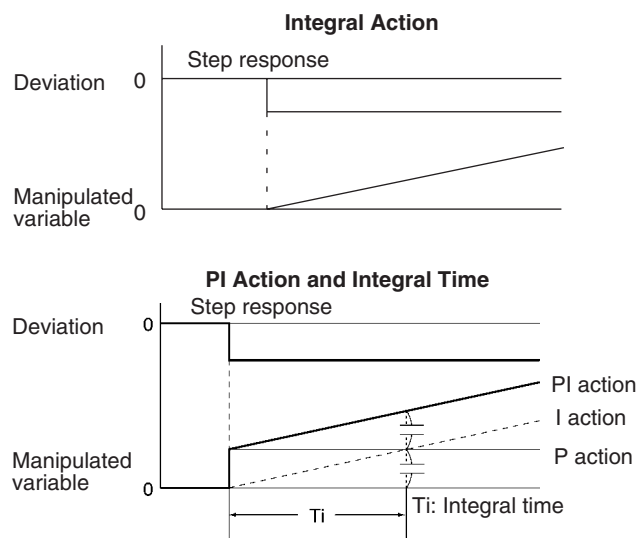 Integral Action
Step response
Deviation 0
Manipulated
variable 0
PI Action and Integral Time
Step response
Deviation 0
PI action
I action
P action
Manipulated
variable 0
Ti: Integral time
Ti